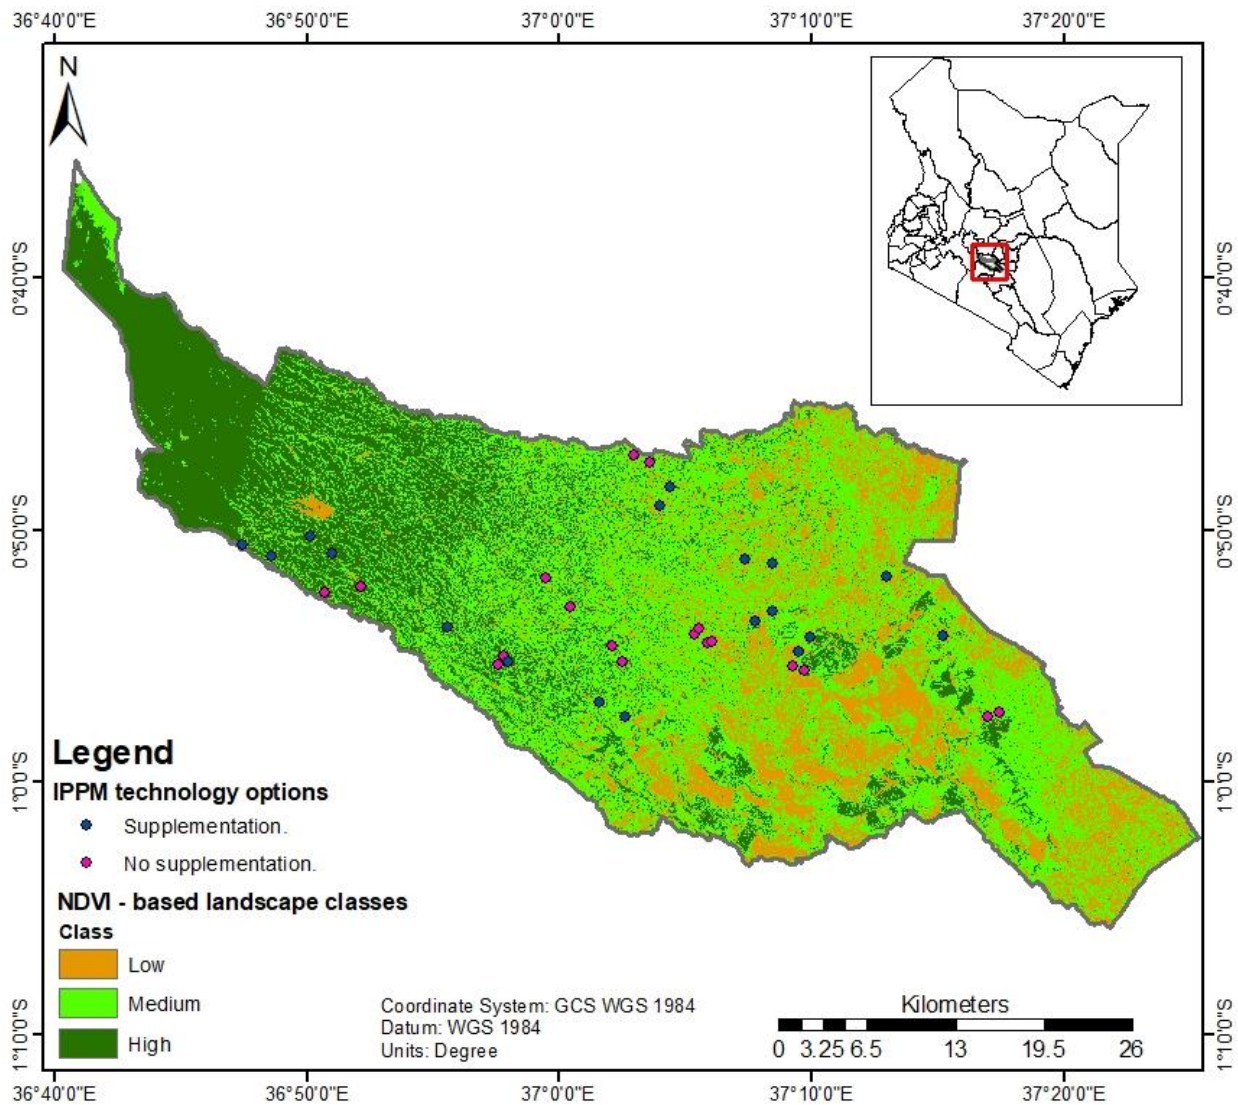 36°40'0"E 36°50'0"E 37°0'0"E 37°10'0"E 37°20'0"E
N
0°40'0"S 0°40'0"S
0°50'0"S 0°50'0"S
1°0'0"S 1°0'0"S
1°10'0"S 1°10'0"S
Legend
IPPM technology options
Supplementation.
No supplementation.
NDVI - based landscape classes
Class
Low
Medium
High
Coordinate System: GCS WGS 1984
Datum: WGS 1984
Units: Degree
Kilometers
0 3.25 6.5 13 19.5 26
36°40'0"E 36°50'0"E 37°0'0"E 37°10'0"E 37°20'0"E